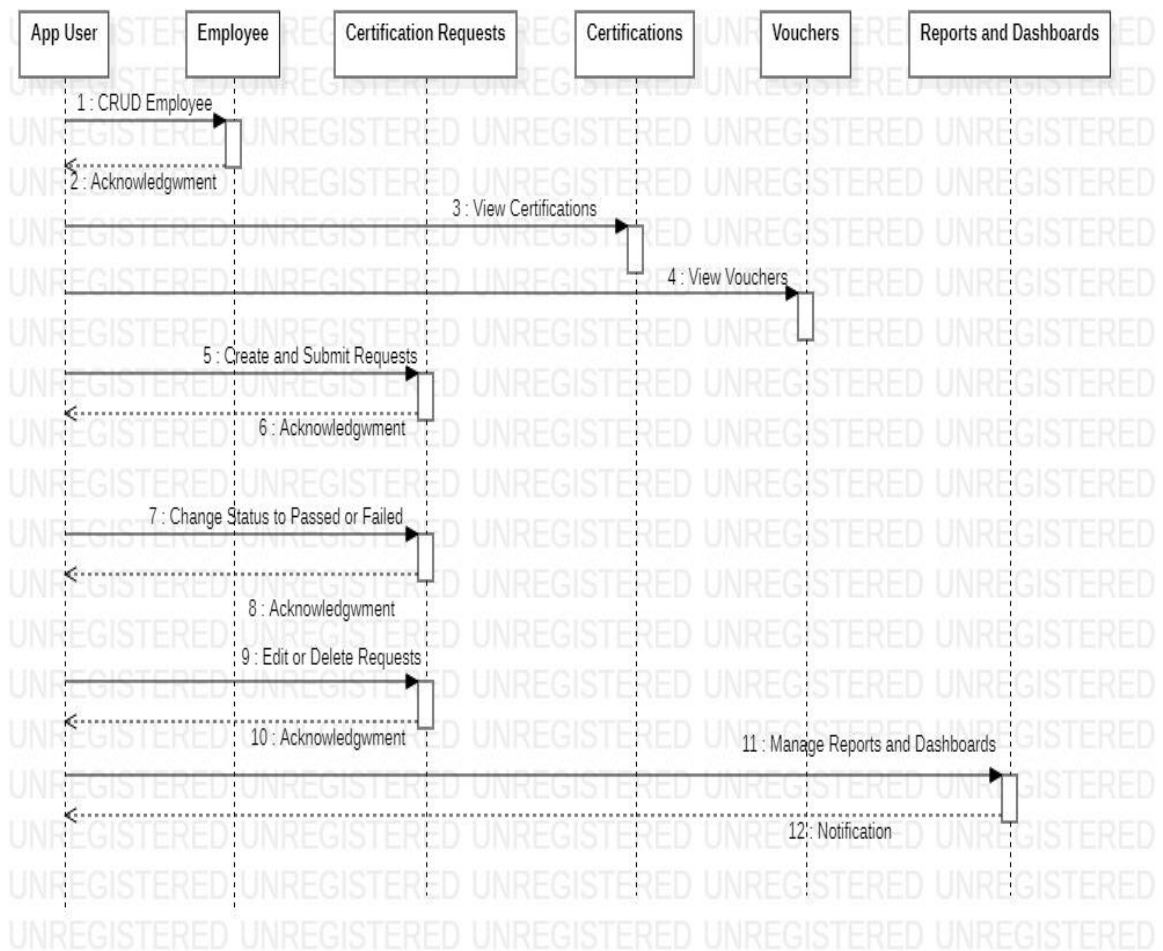 App User
Employee
Certification Requests
Certifications
Vouchers
Reports and Dashboards
1 : CRUD Employee
2 : Acknowledgwment
3 : View Certifications
4 : View Vouchers
5 : Create and Submit Requests
6 : Acknowledgwment
7 : Change Status to Passed or Failed
8 : Acknowledgwment
9 : Edit or Delete Requests
10 : Acknowledgwment
11 : Manage Reports and Dashboards
12 : Notification
UNREGISTERED